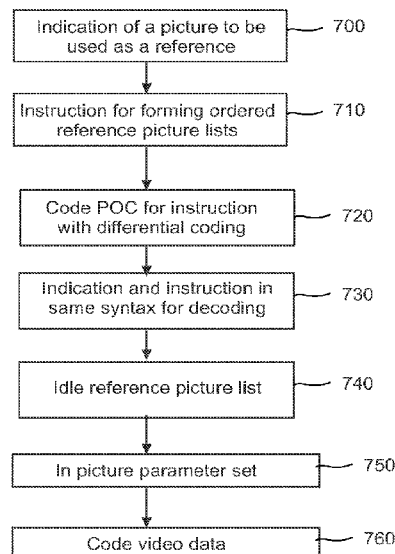 Indication of a picture to be
used as a reference
700
Instruction for forming ordered
reference picture lists
710
Code POC for instruction
with differential coding
720
Indication and instruction in
same syntax for decoding
730
Idle reference picture list
740
In picture parameter set
750
Code video data
760